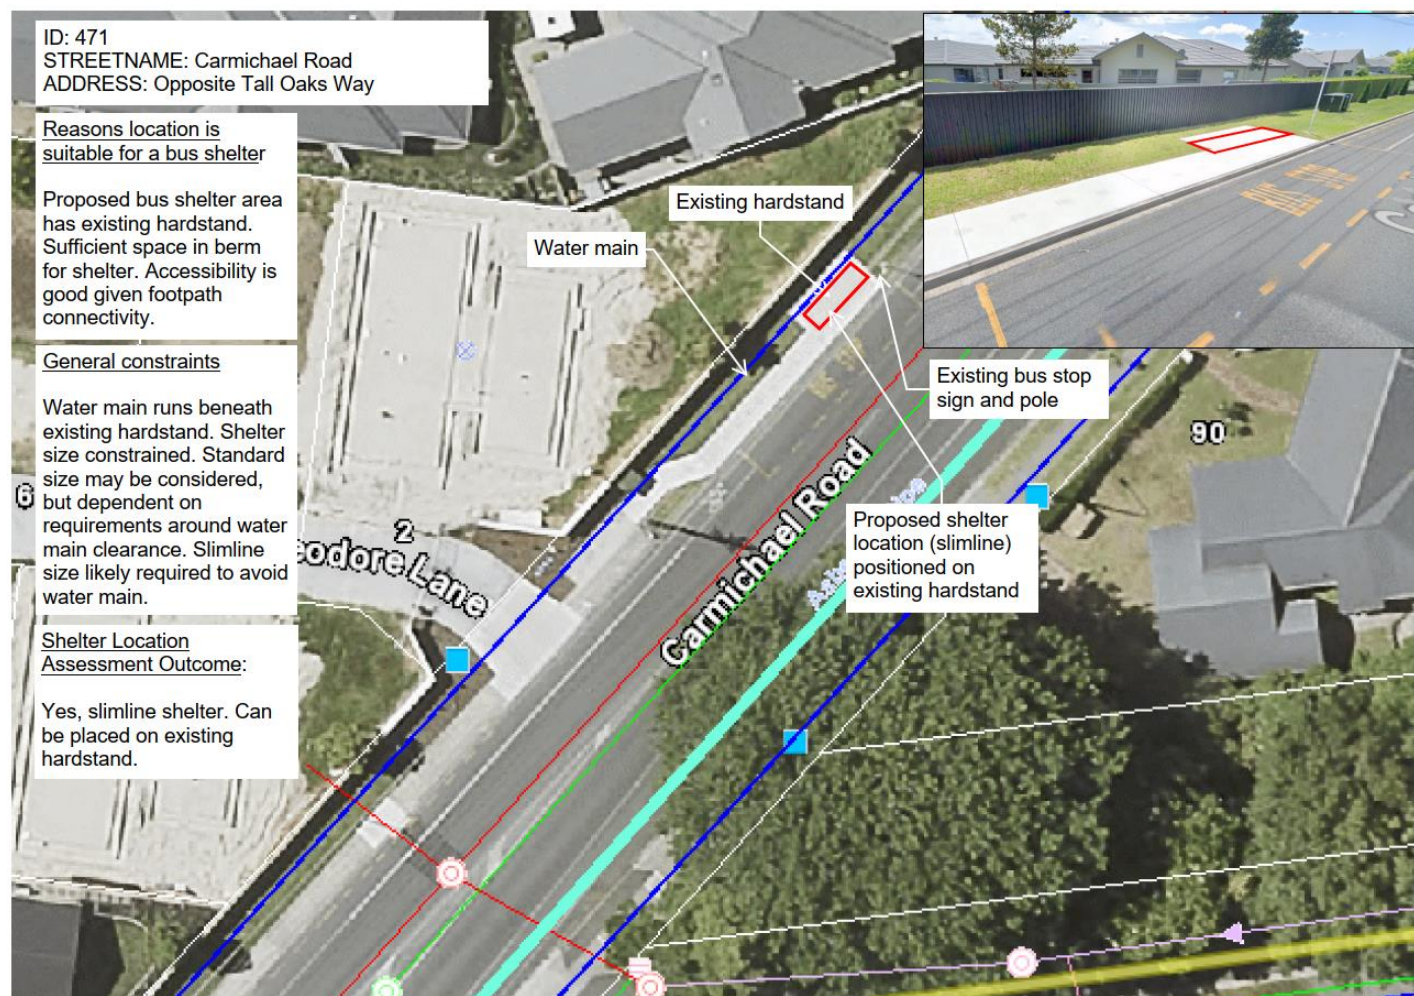 ID: 471
STREETNAME: Carmichael Road
ADDRESS: Opposite Tall Oaks Way
Reasons location is
suitable for a bus shelter
Proposed bus shelter area
has existing hardstand.
Sufficient space in berm
for shelter. Accessibility is
good given footpath
connectivity.
General constraints
Water main runs beneath
existing hardstand. Shelter
size constrained. Standard
size may be considered,
but dependent on
requirements around water
main clearance. Slimline
size likely required to avoid
water main.
Shelter Location
Assessment Outcome:
Yes, slimline shelter. Can
be placed on existing
hardstand.
Existing hardstand
Water main
Existing bus stop
sign and pole
Proposed shelter
location (slimline)
positioned on
existing hardstand
BUS STOP
90
6
2
eodore Lane
Carmichael Road